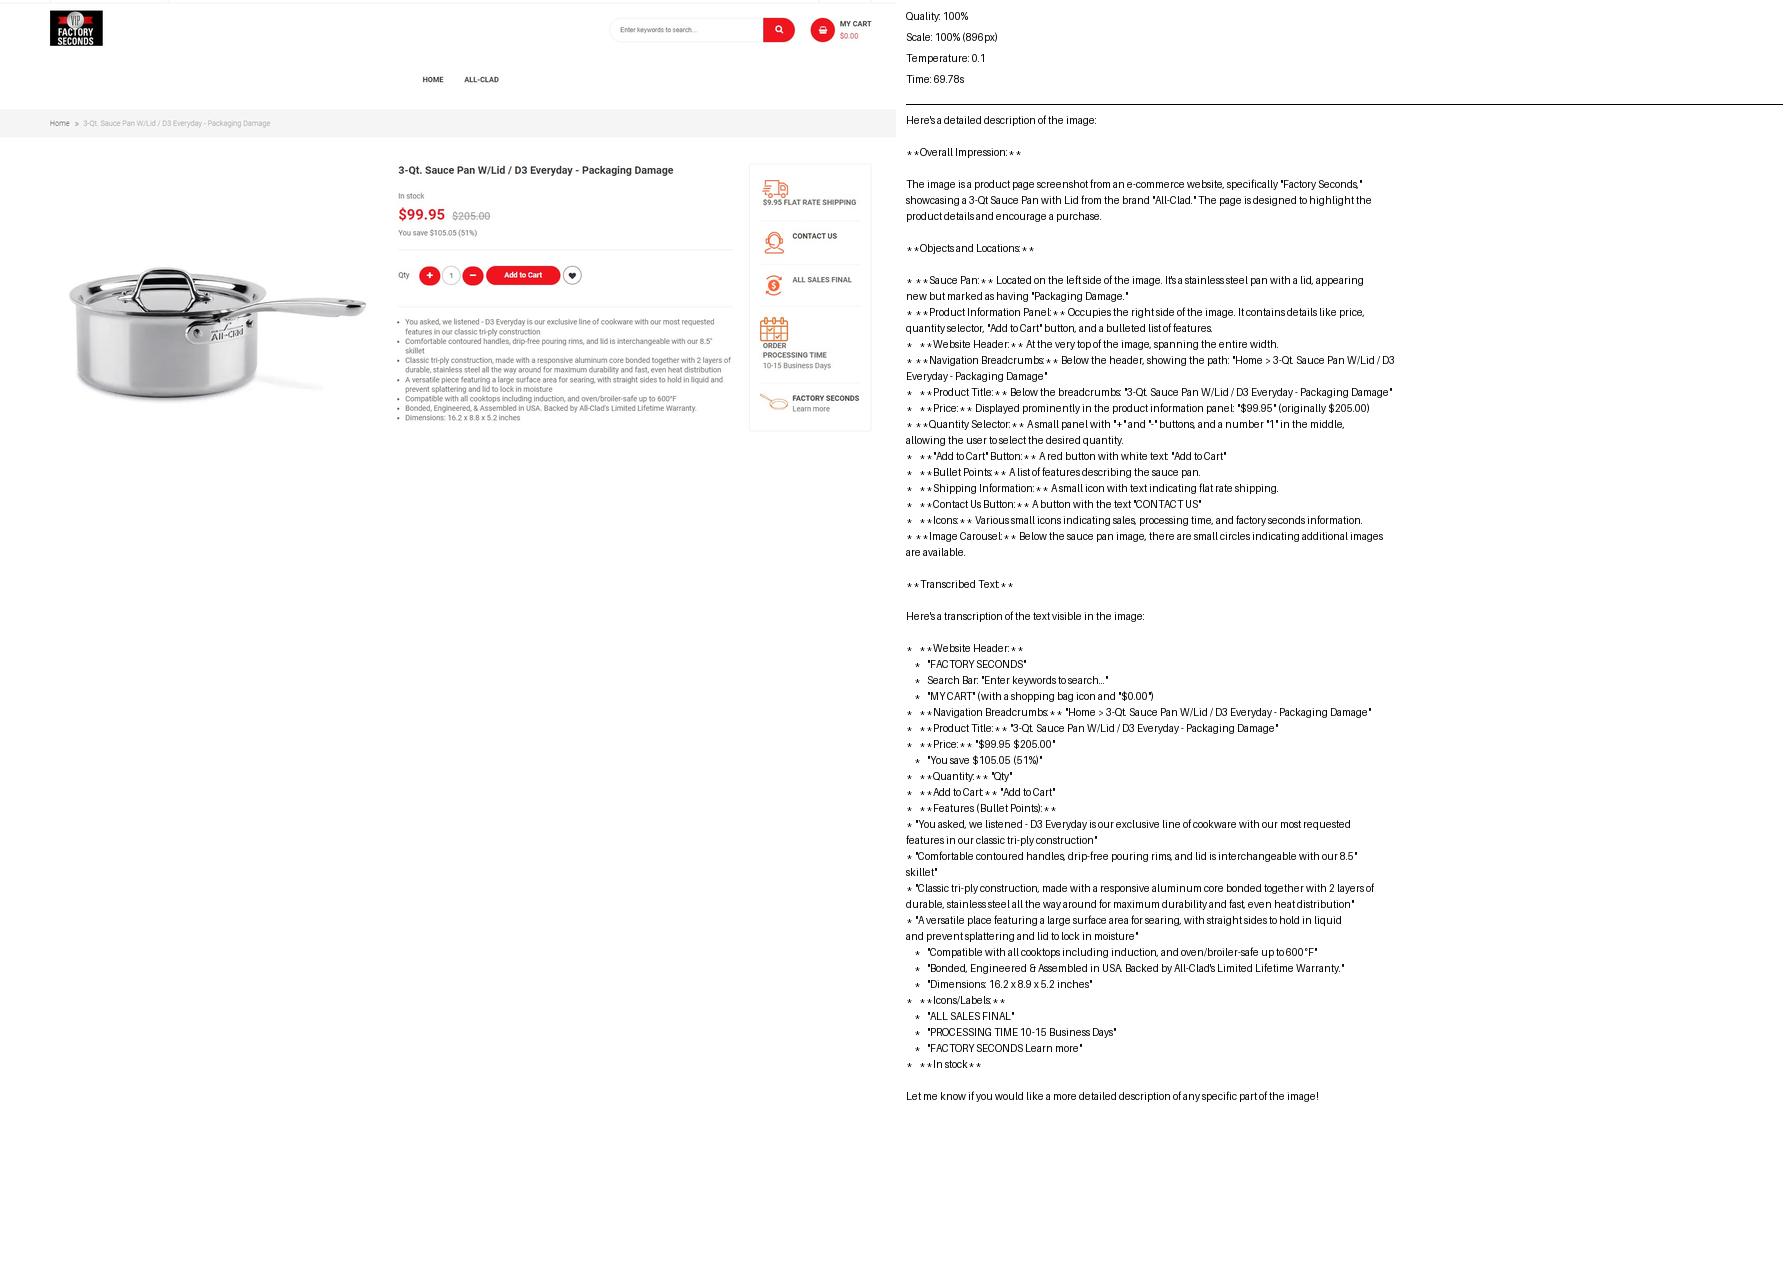 VIP
FACTORY
SECONDS
Enter keywords to search...
MY CART
$0.00
HOME ALL-CLAD
Home » 3-Qt. Sauce Pan W/Lid / D3 Everyday - Packaging Damage
3-Qt. Sauce Pan W/Lid / D3 Everyday - Packaging Damage
In stock
$99.95 $205.00
You save $105.05 (51%)
Qty + 1 − Add to Cart
All-Clad
• You asked, we listened - D3 Everyday is our exclusive line of cookware with our most requested
features in our classic tri-ply construction
• Comfortable contoured handles, drip-free pouring rims, and lid is interchangeable with our 8.5"
skillet
• Classic tri-ply construction, made with a responsive aluminum core bonded together with 2 layers of
durable, stainless steel all the way around for maximum durability and fast, even heat distribution
• A versatile piece featuring a large surface area for searing, with straight sides to hold in liquid and
prevent splattering and lid to lock in moisture
• Compatible with all cooktops including induction, and oven/broiler-safe up to 600°F
• Bonded, Engineered, & Assembled in USA. Backed by All-Clad's Limited Lifetime Warranty.
• Dimensions: 16.2 x 8.8 x 5.2 inches
$9.95 FLAT RATE SHIPPING
CONTACT US
ALL SALES FINAL
ORDER
PROCESSING TIME
10-15 Business Days
FACTORY SECONDS
Learn more
Quality: 100%
Scale: 100% (896px)
Temperature: 0.1
Time: 69.78s
Here's a detailed description of the image:
**Overall Impression:**
The image is a product page screenshot from an e-commerce website, specifically "Factory Seconds,"
showcasing a 3-Qt Sauce Pan with Lid from the brand "All-Clad." The page is designed to highlight the
product details and encourage a purchase.
**Objects and Locations:**
* **Sauce Pan:** Located on the left side of the image. It's a stainless steel pan with a lid, appearing
new but marked as having "Packaging Damage."
* **Product Information Panel:** Occupies the right side of the image. It contains details like price,
quantity selector, "Add to Cart" button, and a bulleted list of features.
* **Website Header:** At the very top of the image, spanning the entire width.
* **Navigation Breadcrumbs:** Below the header, showing the path: "Home > 3-Qt. Sauce Pan W/Lid / D3
Everyday - Packaging Damage"
* **Product Title:** Below the breadcrumbs: "3-Qt. Sauce Pan W/Lid / D3 Everyday - Packaging Damage"
* **Price:** Displayed prominently in the product information panel: "$99.95" (originally $205.00)
* **Quantity Selector:** A small panel with "+" and "-" buttons, and a number "1" in the middle,
allowing the user to select the desired quantity.
* **"Add to Cart" Button:** A red button with white text: "Add to Cart"
* **Bullet Points:** A list of features describing the sauce pan.
* **Shipping Information:** A small icon with text indicating flat rate shipping.
* **Contact Us Button:** A button with the text "CONTACT US"
* **Icons:** Various small icons indicating sales, processing time, and factory seconds information.
* **Image Carousel:** Below the sauce pan image, there are small circles indicating additional images
are available.
**Transcribed Text:**
Here's a transcription of the text visible in the image:
* **Website Header:**
* "FACTORY SECONDS"
* Search Bar: "Enter keywords to search..."
* "MY CART" (with a shopping bag icon and "$0.00")
* **Navigation Breadcrumbs:** "Home > 3-Qt. Sauce Pan W/Lid / D3 Everyday - Packaging Damage"
* **Product Title:** "3-Qt. Sauce Pan W/Lid / D3 Everyday - Packaging Damage"
* **Price:** "$99.95 $205.00"
* "You save $105.05 (51%)"
* **Quantity:** "Qty"
* **Add to Cart:** "Add to Cart"
* **Features (Bullet Points):**
* "You asked, we listened - D3 Everyday is our exclusive line of cookware with our most requested
features in our classic tri-ply construction"
* "Comfortable contoured handles, drip-free pouring rims, and lid is interchangeable with our 8.5"
skillet"
* "Classic tri-ply construction, made with a responsive aluminum core bonded together with 2 layers of
durable, stainless steel all the way around for maximum durability and fast, even heat distribution"
* "A versatile place featuring a large surface area for searing, with straight sides to hold in liquid
and prevent splattering and lid to lock in moisture"
* "Compatible with all cooktops including induction, and oven/broiler-safe up to 600°F"
* "Bonded, Engineered & Assembled in USA. Backed by All-Clad's Limited Lifetime Warranty."
* "Dimensions: 16.2 x 8.9 x 5.2 inches"
* **Icons/Labels:**
* "ALL SALES FINAL"
* "PROCESSING TIME 10-15 Business Days"
* "FACTORY SECONDS Learn more"
* **In stock**
Let me know if you would like a more detailed description of any specific part of the image!